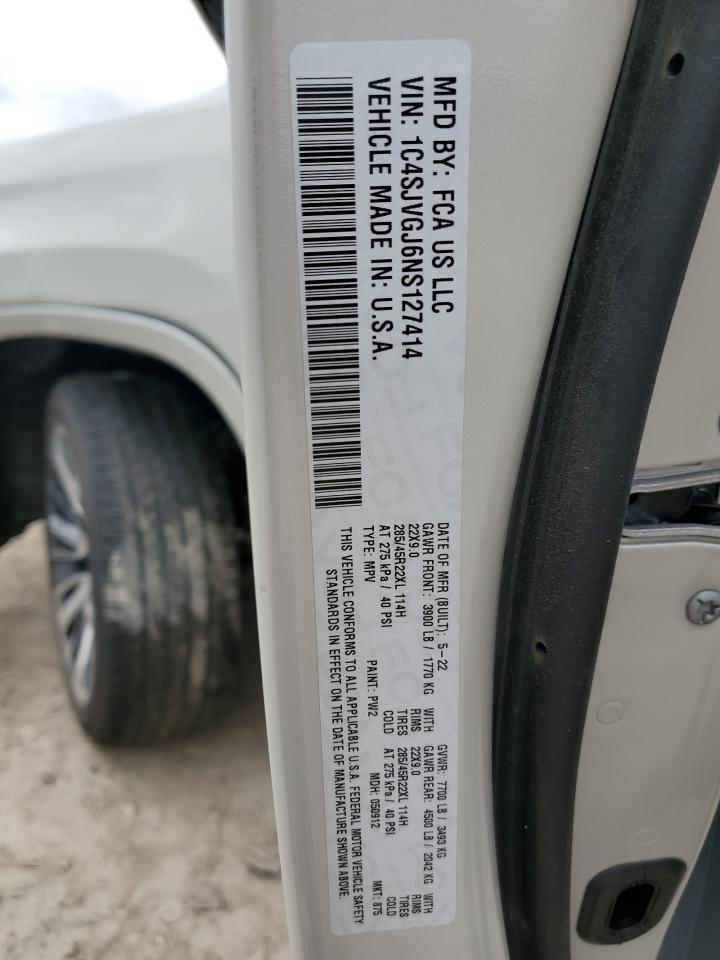 MFD BY: FCA US LLC
VIN: 1C4SJVGJ6NS127414
VEHICLE MADE IN: U.S.A.
DATE OF MFR (BUILT): 5-22 GVWR: 7700 LB / 3493 KG
GAWR FRONT: 3900 LB / 1770 KG WITH GAWR REAR: 4500 LB / 2042 KG WITH
22X9.0 RIMS 22X9.0 RIMS
285/45R22XL 114H TIRES 285/45R22XL 114H TIRES
AT 275 kPa / 40 PSI COLD AT 275 kPa / 40 PSI COLD
TYPE: MPV PAINT: PW2 MDH: 050912 MKT: 875
THIS VEHICLE CONFORMS TO ALL APPLICABLE U.S.A. FEDERAL MOTOR VEHICLE SAFETY
STANDARDS IN EFFECT ON THE DATE OF MANUFACTURE SHOWN ABOVE.